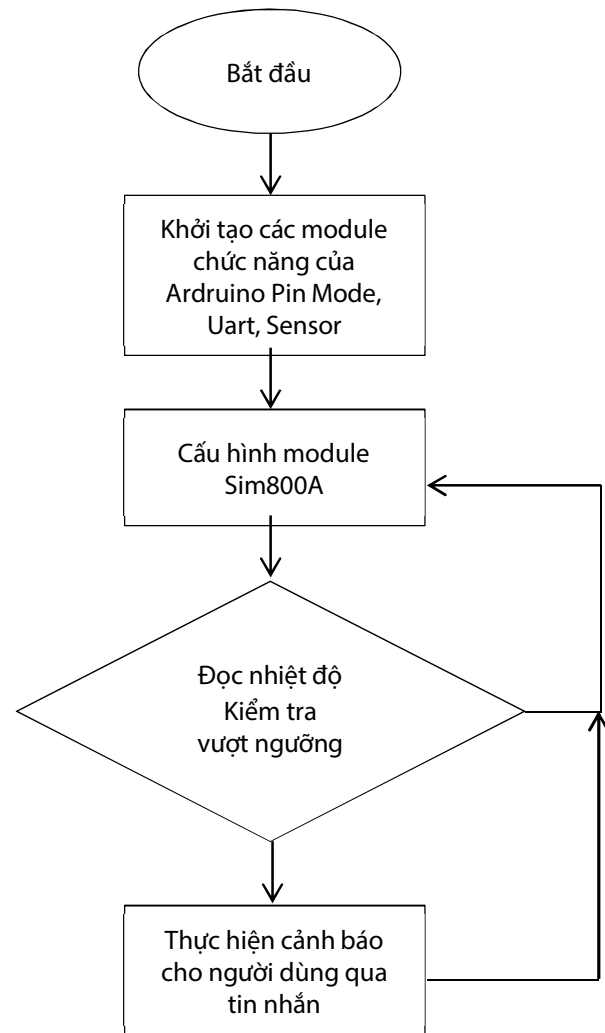 Bắt đầu
Khởi tạo các module
chức năng của
Ardruino Pin Mode,
Uart, Sensor
Cấu hình module
Sim800A
Đọc nhiệt độ
Kiểm tra
vượt ngưỡng
Thực hiện cảnh báo
cho người dùng qua
tin nhắn